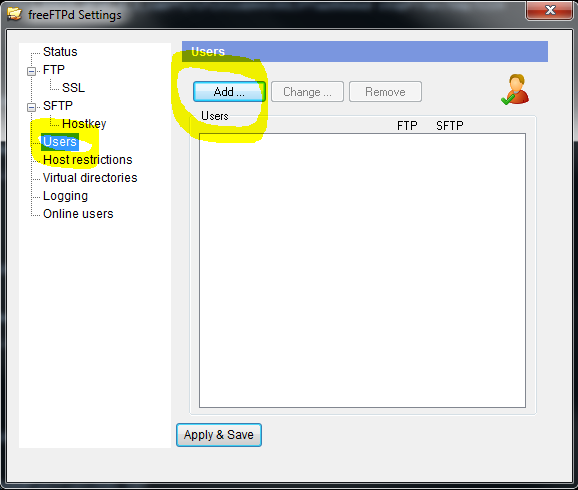 freeFTPd Settings
Status
FTP
SSL
SFTP
Hostkey
Users
Host restrictions
Virtual directories
Logging
Online users
Users
Add ... Change ... Remove
Users
FTP SFTP
Apply & Save